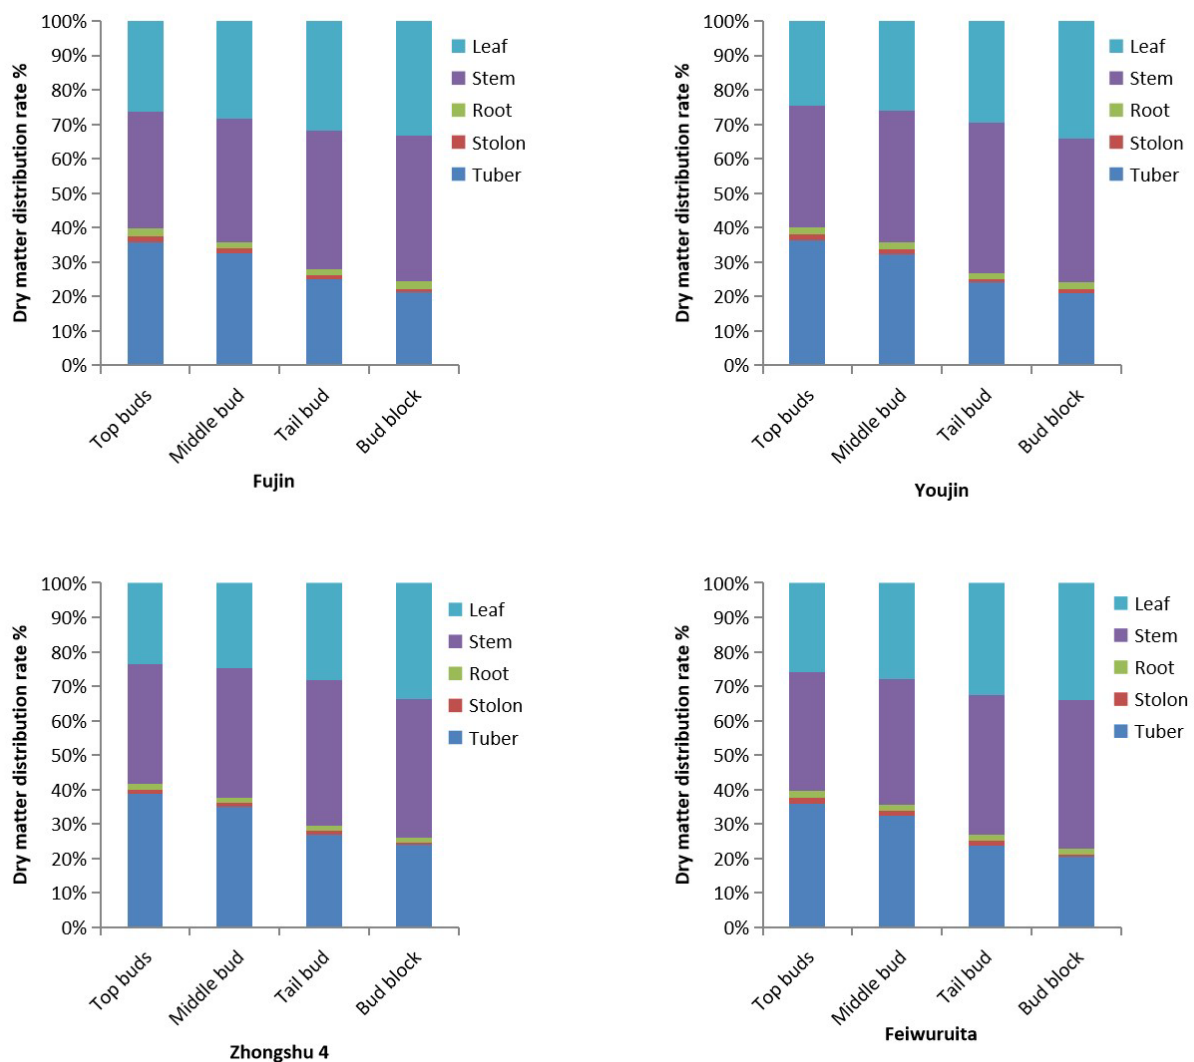 Dry matter distribution rate %
100%
90%
80%
70%
60%
50%
40%
30%
20%
10%
0%
Top buds
Middle bud
Tail bud
Bud block
Leaf
Stem
Root
Stolon
Tuber
Fujin
Dry matter distribution rate %
100%
90%
80%
70%
60%
50%
40%
30%
20%
10%
0%
Top buds
Middle bud
Tail bud
Bud block
Leaf
Stem
Root
Stolon
Tuber
Youjin
Dry matter distribution rate %
100%
90%
80%
70%
60%
50%
40%
30%
20%
10%
0%
Top buds
Middle bud
Tail bud
Bud block
Leaf
Stem
Root
Stolon
Tuber
Zhongshu 4
Dry matter distribution rate %
100%
90%
80%
70%
60%
50%
40%
30%
20%
10%
0%
Top buds
Middle bud
Tail bud
Bud block
Leaf
Stem
Root
Stolon
Tuber
Feiwuruita